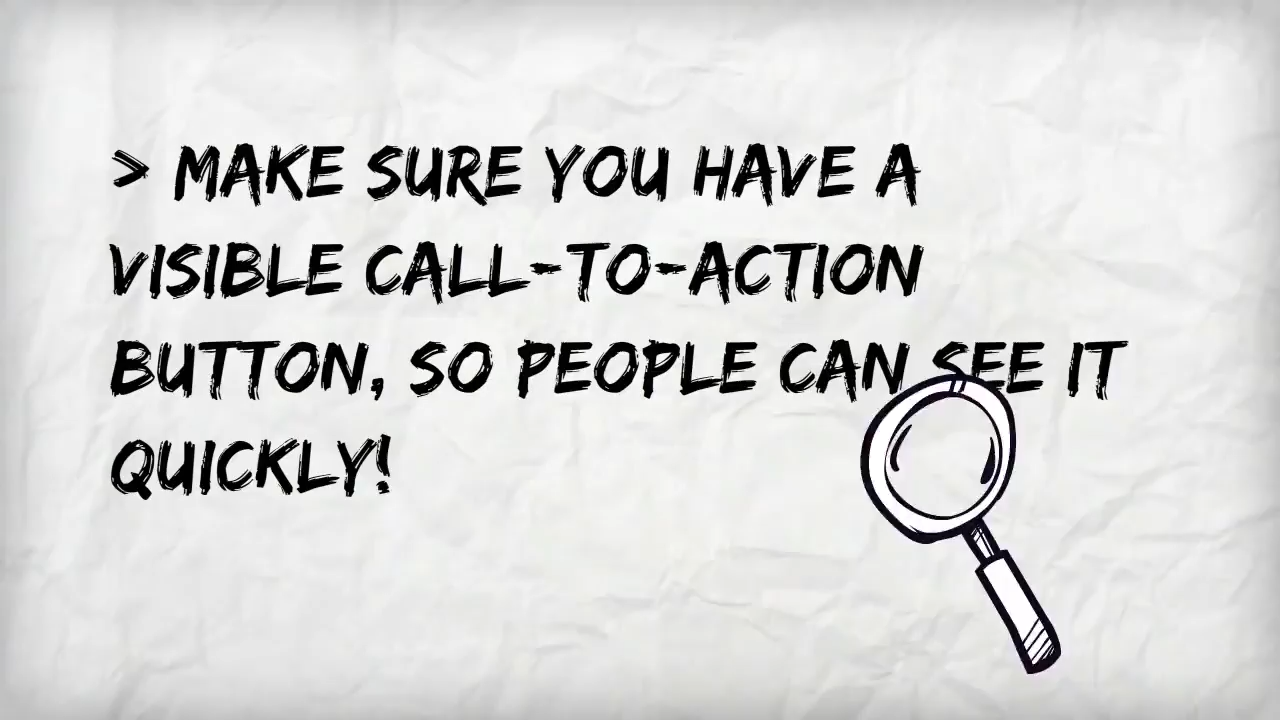 > MAKE SURE YOU HAVE A
VISIBLE CALL-TO-ACTION
BUTTON, SO PEOPLE CAN SEE IT
QUICKLY!